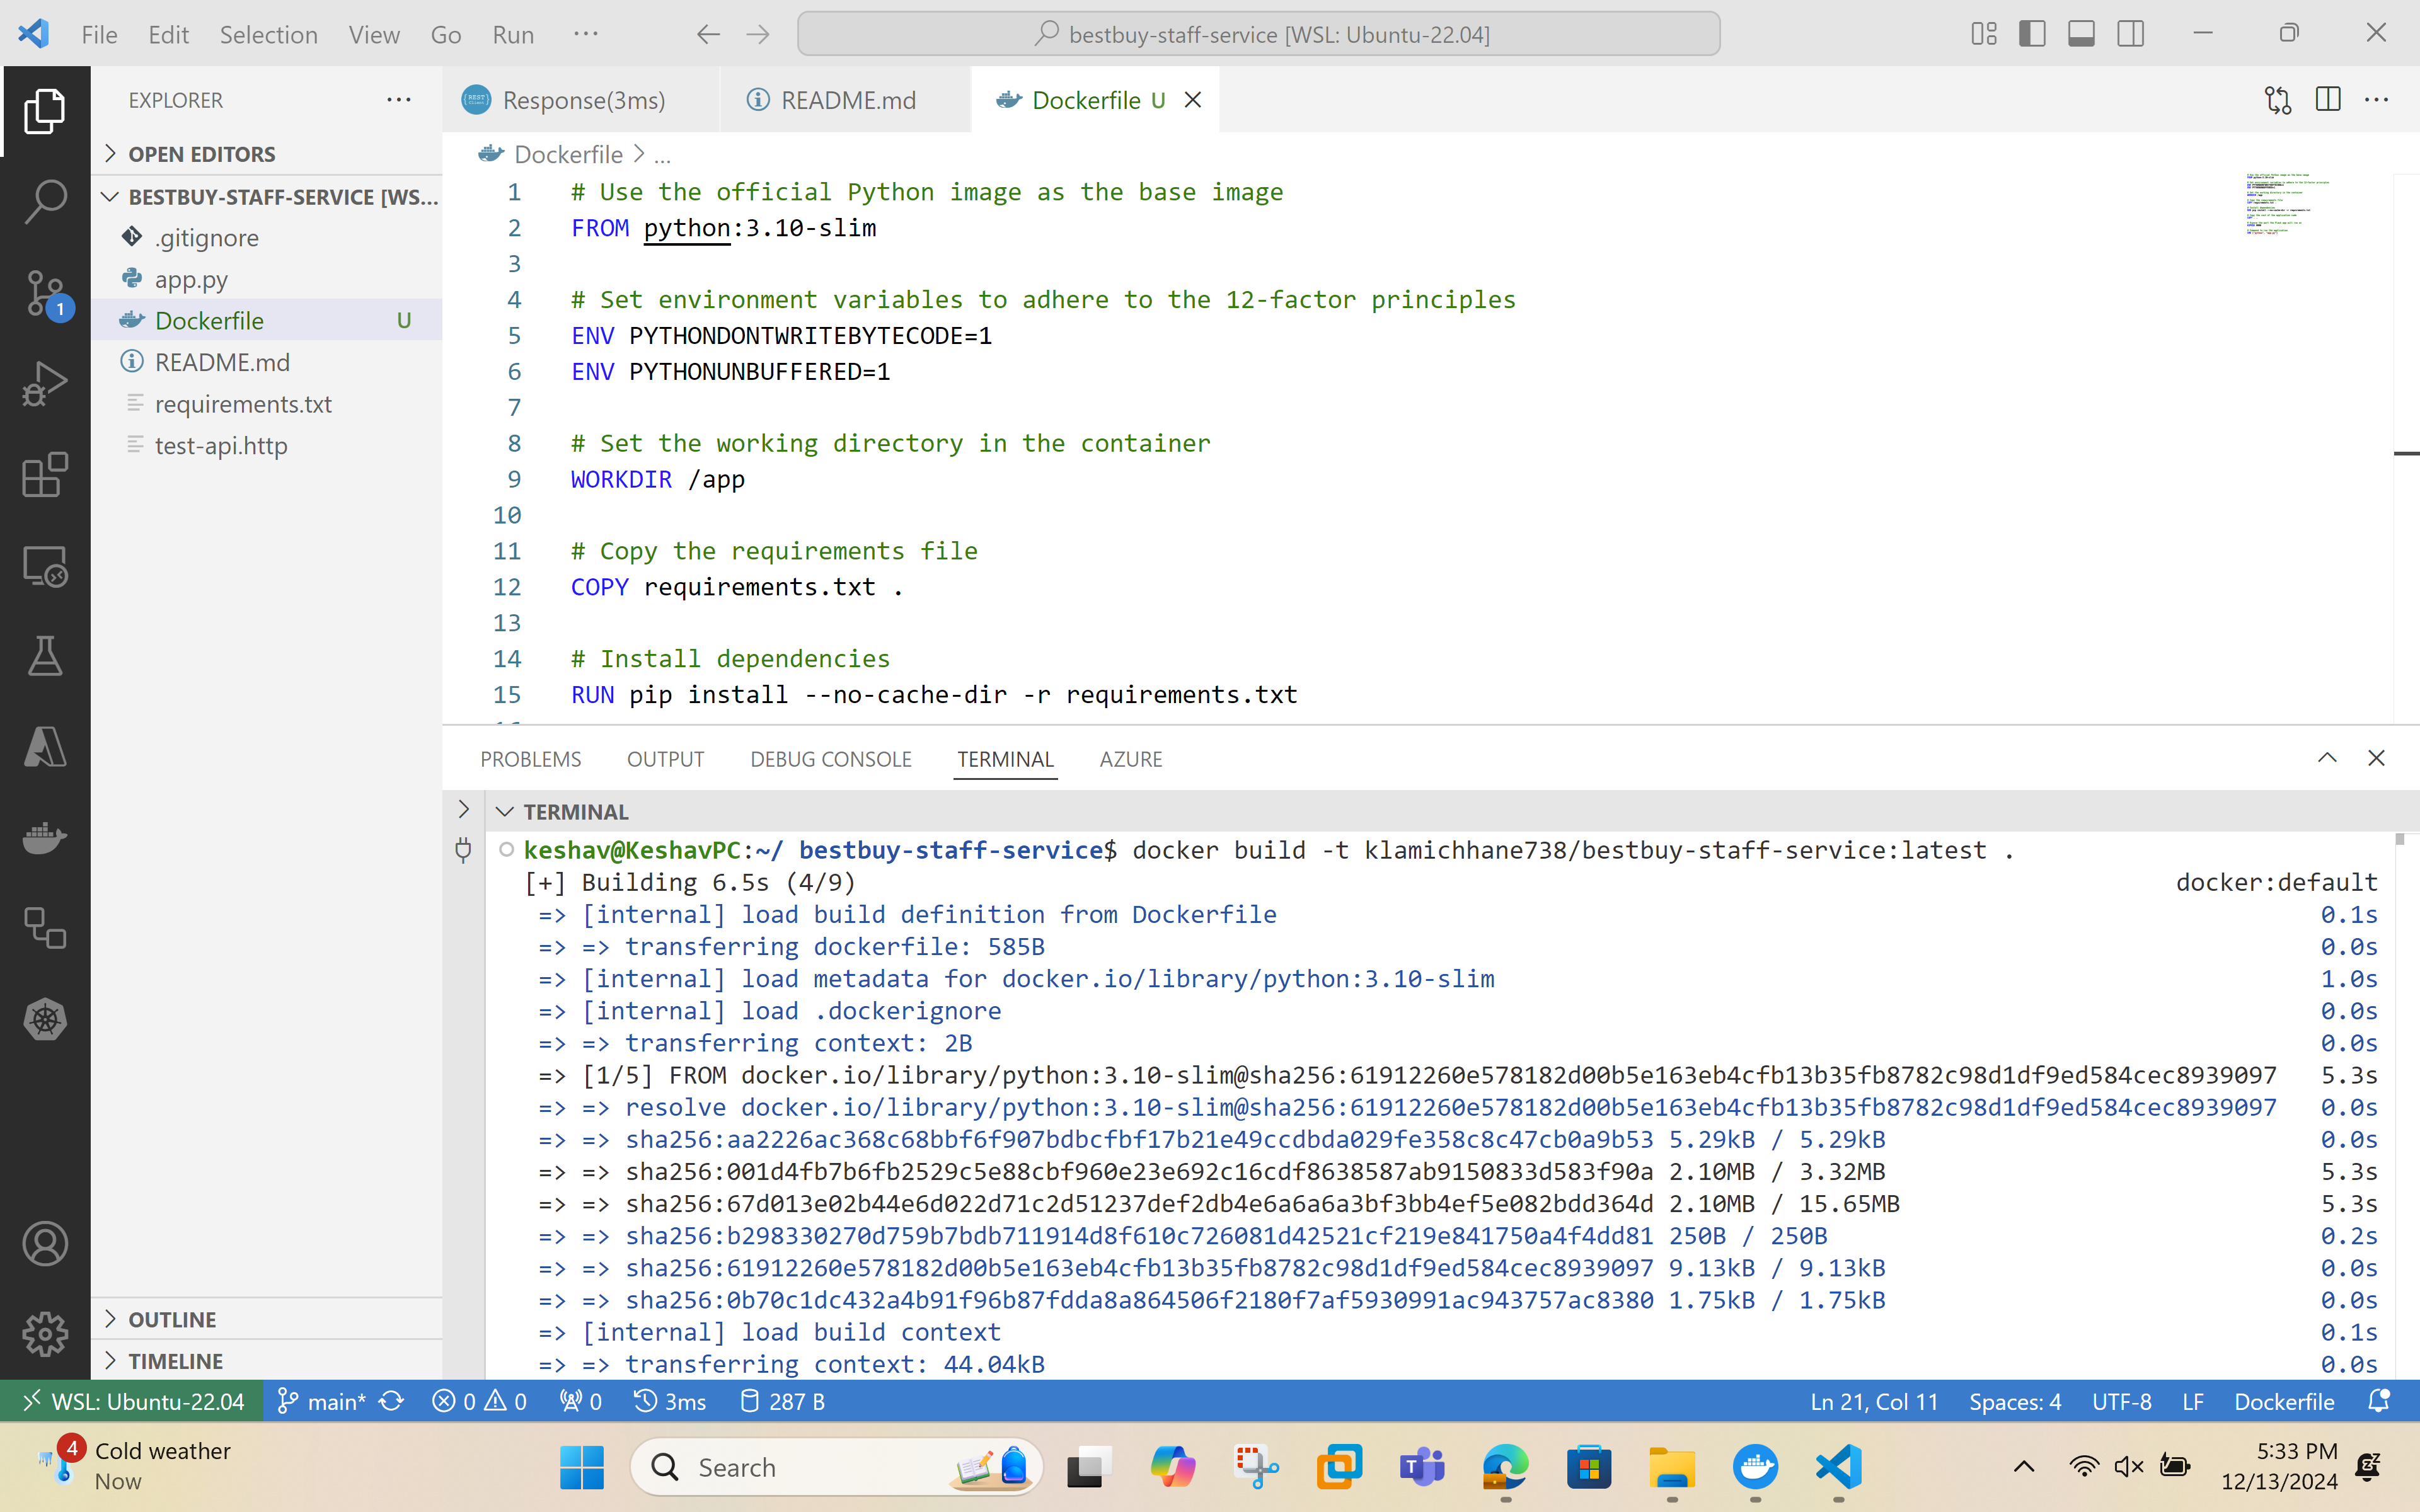 File Edit Selection View Go Run ...
bestbuy-staff-service [WSL: Ubuntu-22.04]
EXPLORER
Response(3ms)
README.md
Dockerfile U
OPEN EDITORS
BESTBUY-STAFF-SERVICE [WS...
.gitignore
app.py
Dockerfile U
README.md
requirements.txt
test-api.http
OUTLINE
TIMELINE
1
Dockerfile > ...
1 # Use the official Python image as the base image
2 FROM python:3.10-slim
3
4 # Set environment variables to adhere to the 12-factor principles
5 ENV PYTHONDONTWRITEBYTECODE=1
6 ENV PYTHONUNBUFFERED=1
7
8 # Set the working directory in the container
9 WORKDIR /app
10
11 # Copy the requirements file
12 COPY requirements.txt .
13
14 # Install dependencies
15 RUN pip install --no-cache-dir -r requirements.txt
PROBLEMS OUTPUT DEBUG CONSOLE TERMINAL AZURE
TERMINAL
keshav@KeshavPC:~/ bestbuy-staff-service$ docker build -t klamichhane738/bestbuy-staff-service:latest .
[+] Building 6.5s (4/9) docker:default
=> [internal] load build definition from Dockerfile 0.1s
=> => transferring dockerfile: 585B 0.0s
=> [internal] load metadata for docker.io/library/python:3.10-slim 1.0s
=> [internal] load .dockerignore 0.0s
=> => transferring context: 2B 0.0s
=> [1/5] FROM docker.io/library/python:3.10-slim@sha256:61912260e578182d00b5e163eb4cfb13b35fb8782c98d1df9ed584cec8939097 5.3s
=> => resolve docker.io/library/python:3.10-slim@sha256:61912260e578182d00b5e163eb4cfb13b35fb8782c98d1df9ed584cec8939097 0.0s
=> => sha256:aa2226ac368c68bbf6f907bdbcfbf17b21e49ccdbda029fe358c8c47cb0a9b53 5.29kB / 5.29kB 0.0s
=> => sha256:001d4fb7b6fb2529c5e88cbf960e23e692c16cdf8638587ab9150833d583f90a 2.10MB / 3.32MB 5.3s
=> => sha256:67d013e02b44e6d022d71c2d51237def2db4e6a6a6a3bf3bb4ef5e082bdd364d 2.10MB / 15.65MB 5.3s
=> => sha256:b298330270d759b7bdb711914d8f610c726081d42521cf219e841750a4f4dd81 250B / 250B 0.2s
=> => sha256:61912260e578182d00b5e163eb4cfb13b35fb8782c98d1df9ed584cec8939097 9.13kB / 9.13kB 0.0s
=> => sha256:0b70c1dc432a4b91f96b87fdda8a864506f2180f7af5930991ac943757ac8380 1.75kB / 1.75kB 0.0s
=> [internal] load build context 0.1s
=> => transferring context: 44.04kB 0.0s
WSL: Ubuntu-22.04 main* 0 0 0 3ms 287 B Ln 21, Col 11 Spaces: 4 UTF-8 LF Dockerfile
4 Cold weather
Now
Search
5:33 PM
12/13/2024